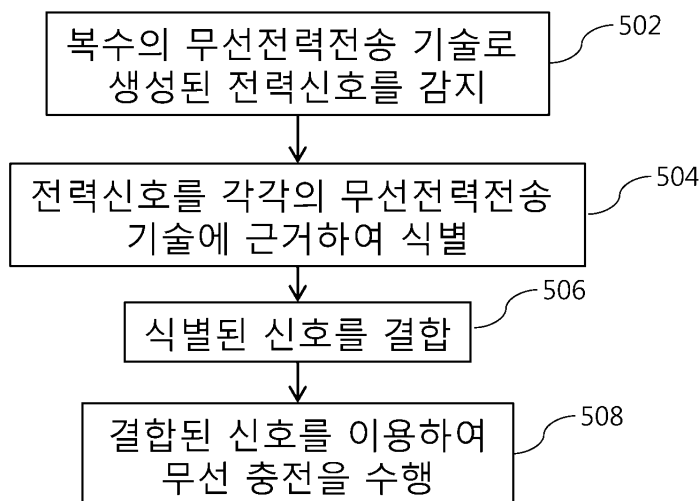 복수의 무선전력전송 기술로
생성된 전력신호를 감지
502
전력신호를 각각의 무선전력전송
기술에 근거하여 식별
504
식별된 신호를 결합
506
결합된 신호를 이용하여
무선 충전을 수행
508